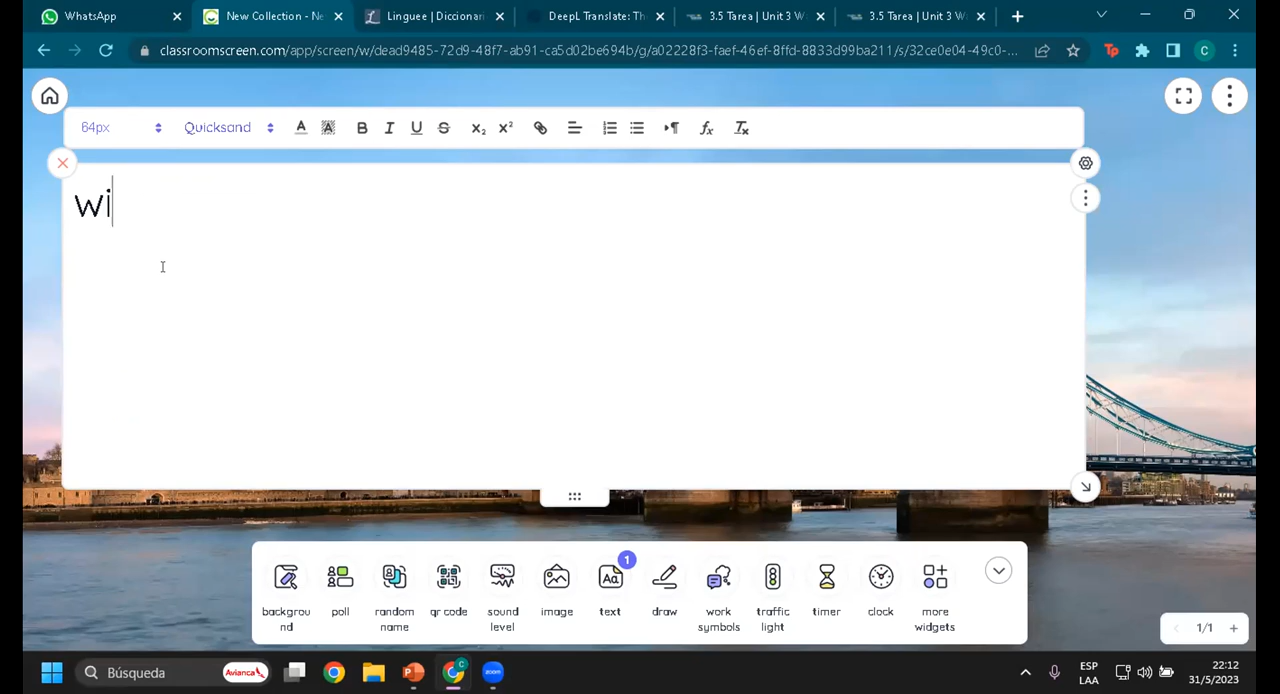 WhatsApp
New Collection - Ne
Linguee | Diccionari
DeepL Translate: Th
3.5 Tarea | Unit 3 W
3.5 Tarea | Unit 3 W
classroomscreen.com/app/screen/w/dead9485-72d9-48f7-ab91-ca5d02be694b/g/a02228f3-faef-46ef-8ffd-8833d99ba211/s/32ce0e04-49c0-...
C
64px
Quicksand
wi
1
backgrou
nd
poll
random
name
qr code
sound
level
image
text
draw
work
symbols
traffic
light
timer
clock
more
widgets
1/1
Búsqueda
Avianca
zoom
ESP
LAA
22:12
31/5/2023